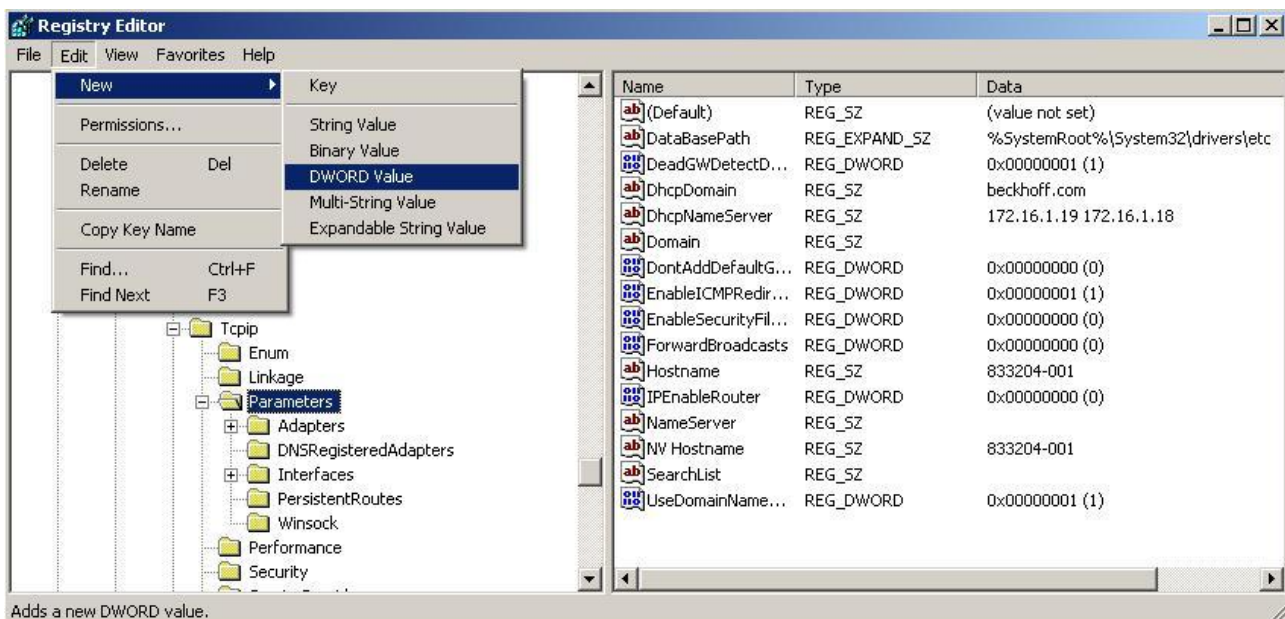 Registry Editor
File Edit View Favorites Help
New
Permissions...
Delete Del
Rename
Copy Key Name
Find... Ctrl+F
Find Next F3
Key
String Value
Binary Value
DWORD Value
Multi-String Value
Expandable String Value
Tcpip
Enum
Linkage
Parameters
Adapters
DNSRegisteredAdapters
Interfaces
PersistentRoutes
Winsock
Performance
Security
Name Type Data
(Default) REG_SZ (value not set)
DataBasePath REG_EXPAND_SZ %SystemRoot%\System32\drivers\etc
DeadGWDetectD... REG_DWORD 0x00000001 (1)
DhcpDomain REG_SZ beckhoff.com
DhcpNameServer REG_SZ 172.16.1.19 172.16.1.18
Domain REG_SZ
DontAddDefaultG... REG_DWORD 0x00000000 (0)
EnableICMPRedir... REG_DWORD 0x00000001 (1)
EnableSecurityFil... REG_DWORD 0x00000000 (0)
ForwardBroadcasts REG_DWORD 0x00000000 (0)
Hostname REG_SZ 833204-001
IPEnableRouter REG_DWORD 0x00000000 (0)
NameServer REG_SZ
NV Hostname REG_SZ 833204-001
SearchList REG_SZ
UseDomainName... REG_DWORD 0x00000001 (1)
Adds a new DWORD value.